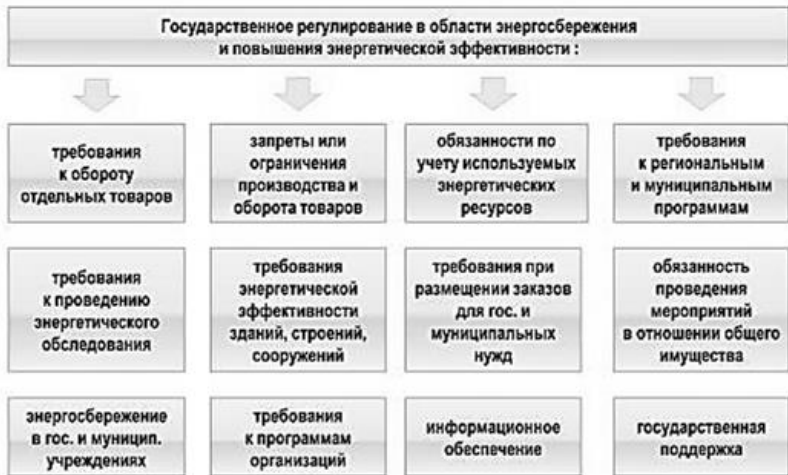 Государственное регулирование в области энергосбережения
и повышения энергетической эффективности :
требования
к обороту
отдельных товаров
запреты или
ограничения
производства и
оборота товаров
обязанности по
учету используемых
энергетических
ресурсов
требования
к региональным
и муниципальным
программам
требования
к проведению
энергетического
обследования
требования
энергетической
эффективности
зданий, строений,
сооружений
требования при
размещении заказов
для гос. и
муниципальных
нужд
обязанность
проведения
мероприятий
в отношении общего
имущества
энергосбережение
в гос. и муницип.
учреждениях
требования
к программам
организаций
информационное
обеспечение
государственная
поддержка